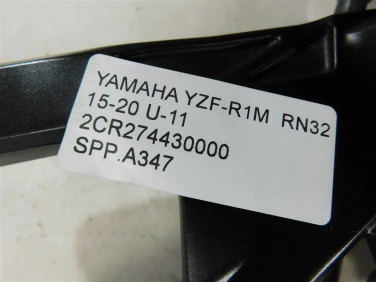 YAMAHA YZF-R1M RN32
15-20 U-11
2CR274430000
SPP.A347